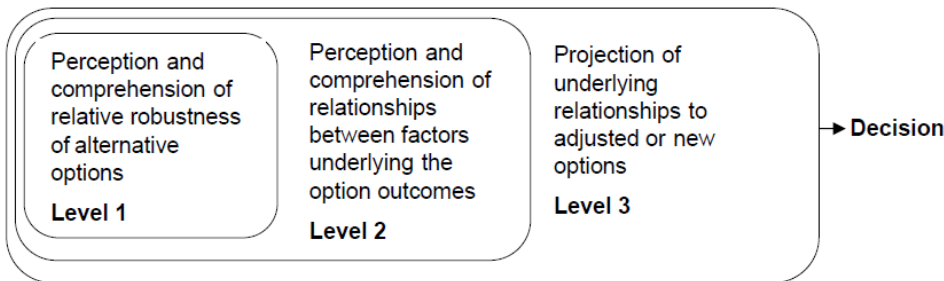 Perception and
comprehension of
relative robustness
of alternative
options
Level 1
Perception and
comprehension of
relationships
between factors
underlying the
option outcomes
Level 2
Projection of
underlying
relationships to
adjusted or new
options
Level 3
Decision